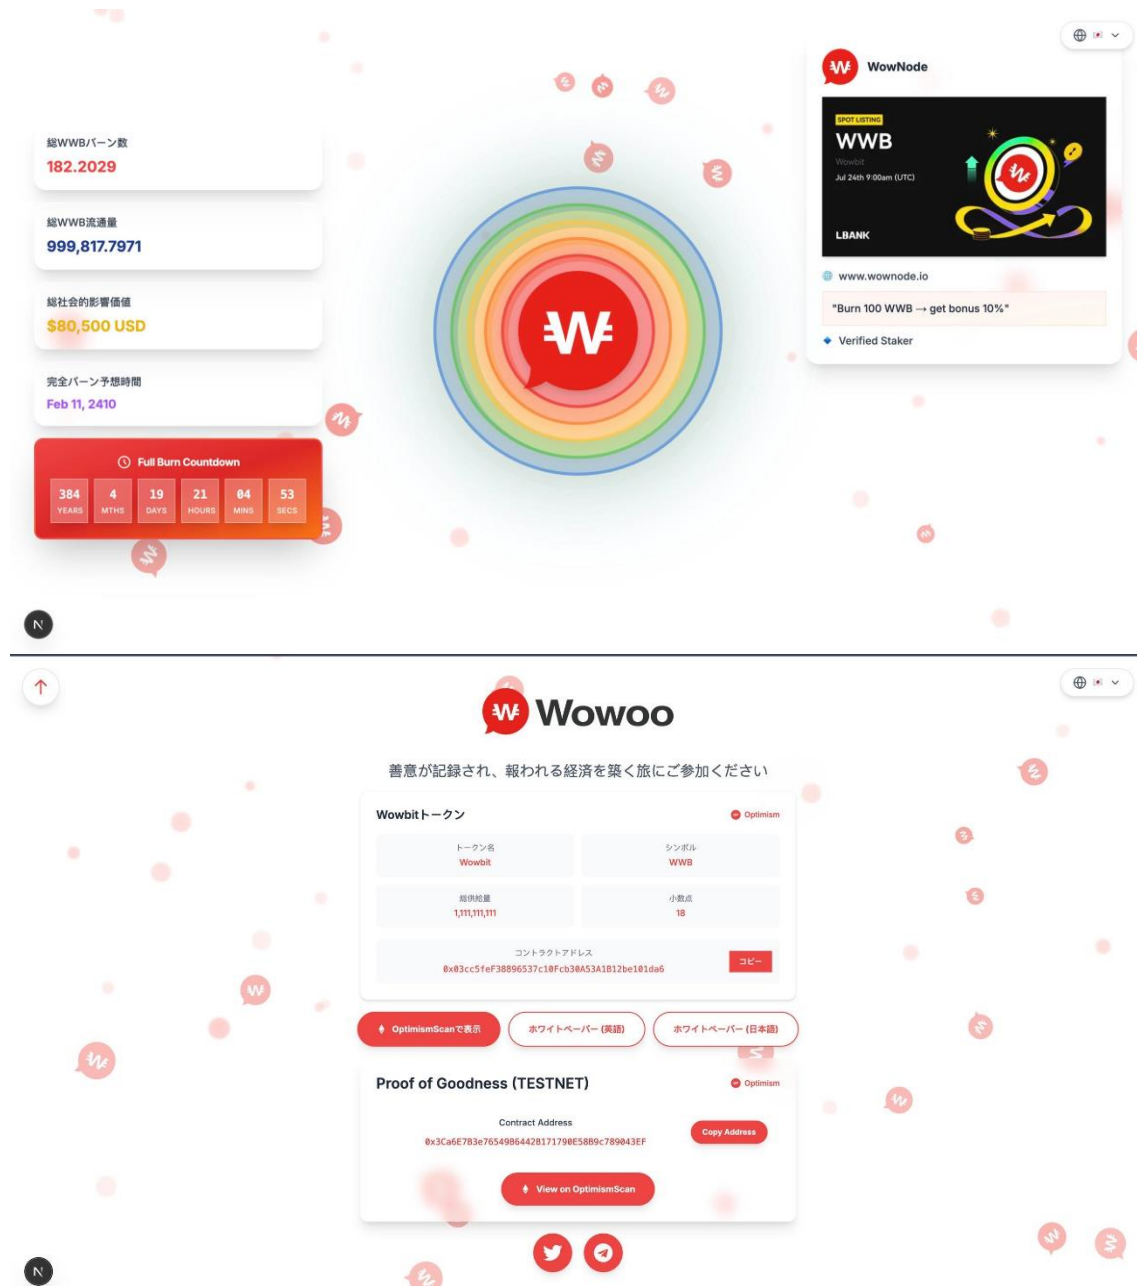 総WWBバーン数
182.2029
総WWB流通量
999,817.7971
総社会的影響価値
$80,500 USD
完全バーン予想時間
Feb 11, 2410
Full Burn Countdown
384 4 19 21 04 53
YEARS MTHS DAYS HOURS MINS SECS
WowNode
SPOT LISTING
WWB
Wowbit
Jul 24th 9:00am (UTC)
LBANK
www.wownode.io
"Burn 100 WWB → get bonus 10%"
Verified Staker
N
Wowoo
善意が記録され、報われる経済を築く旅にご参加ください
Wowbitトークン
Optimism
トークン名
Wowbit
シンボル
WWB
総供給量
1,111,111,111
小数点
18
コントラクトアドレス
0x03cc5feF38896537c10Fcb30A53A1B12be101da6
コピー
OptimismScanで表示
ホワイトペーパー (英語)
ホワイトペーパー (日本語)
Proof of Goodness (TESTNET)
Optimism
Contract Address
0x3Ca6E7B3e76549B64428171790E58B9c789043EF
Copy Address
View on OptimismScan
N